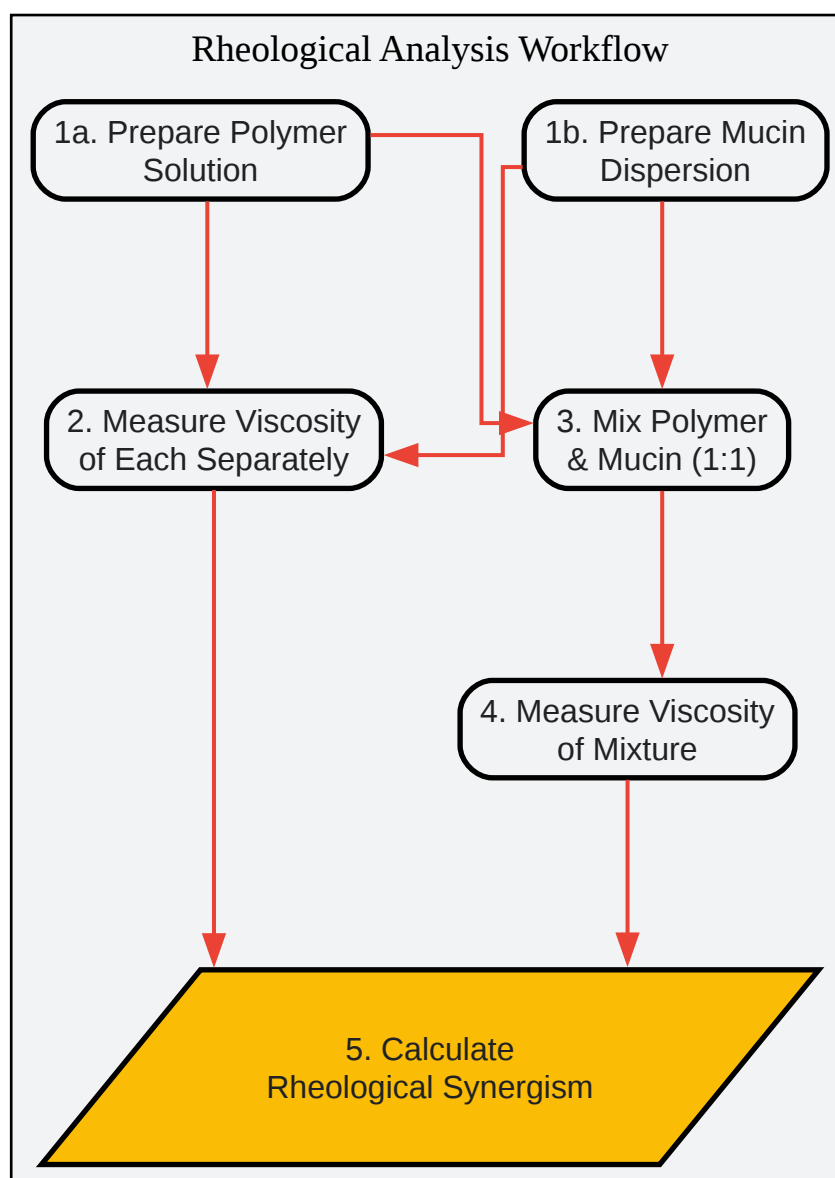 Rheological Analysis Workflow
1a. Prepare Polymer
Solution
1b. Prepare Mucin
Dispersion
2. Measure Viscosity
of Each Separately
3. Mix Polymer
& Mucin (1:1)
4. Measure Viscosity
of Mixture
5. Calculate
Rheological Synergism